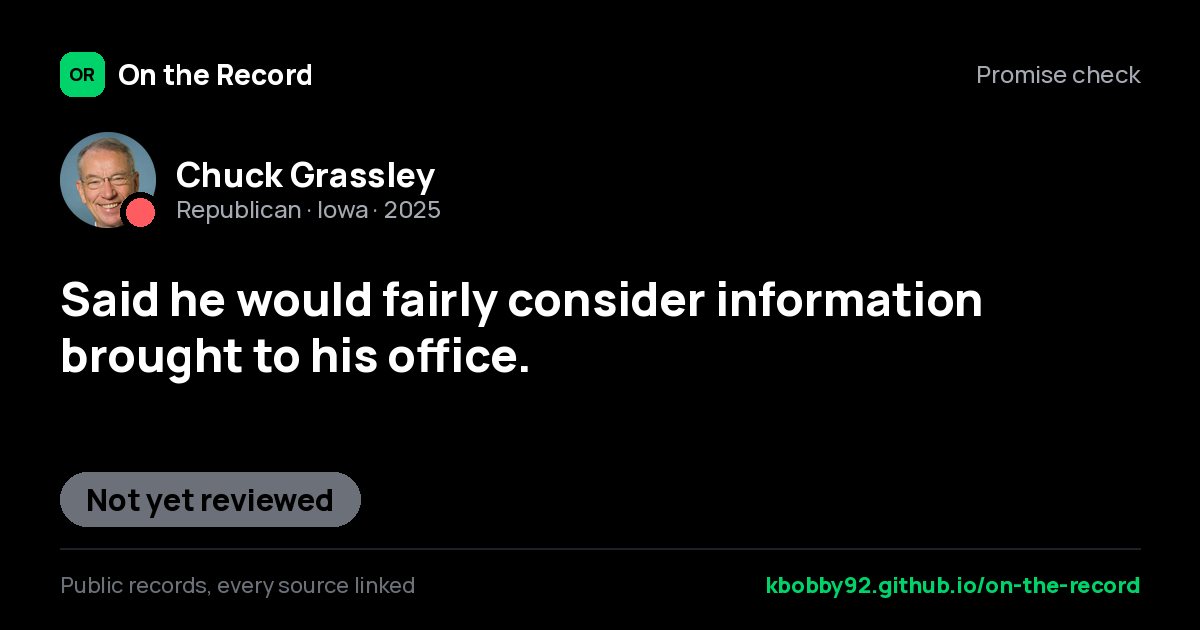 OR On the Record
Promise check
Chuck Grassley
Republican · Iowa · 2025
Said he would fairly consider information
brought to his office.
Not yet reviewed
Public records, every source linked
kbobby92.github.io/on-the-record